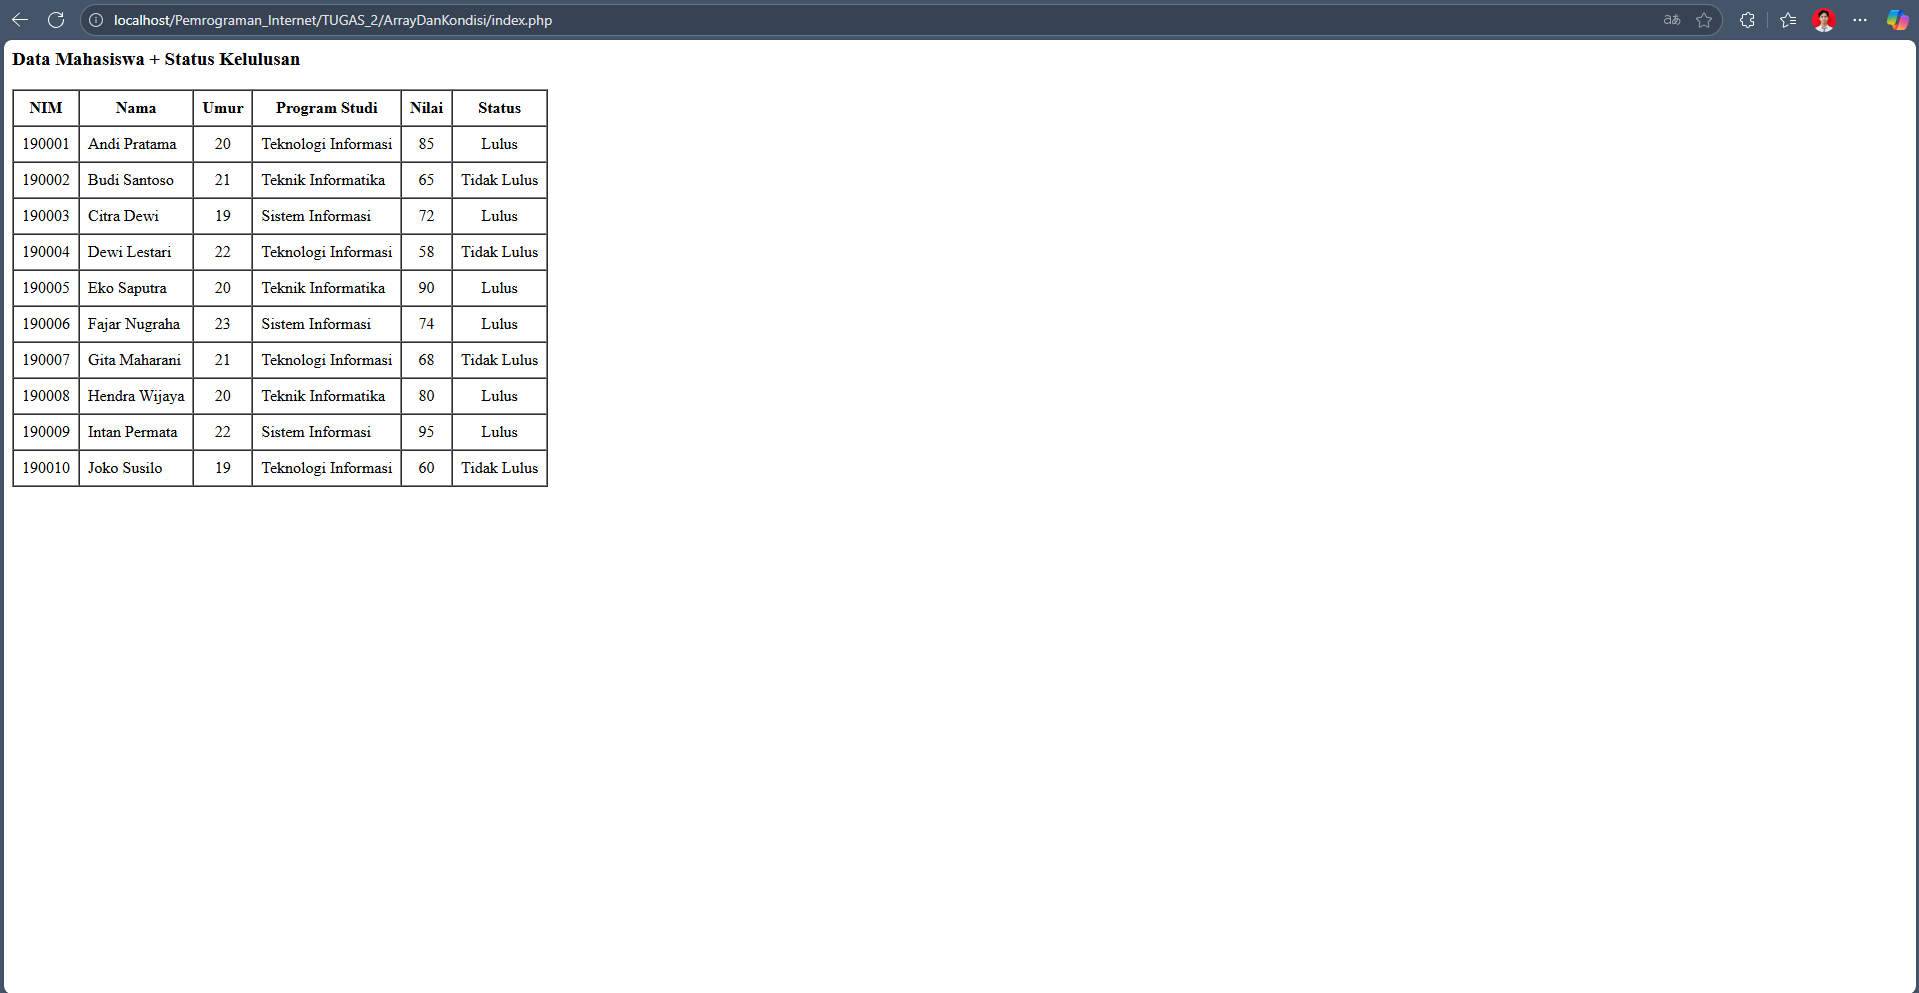 localhost/Pemrograman_Internet/TUGAS_2/ArrayDanKondisi/index.php
aあ
Data Mahasiswa + Status Kelulusan
NIM Nama Umur Program Studi Nilai Status
190001 Andi Pratama 20 Teknologi Informasi 85 Lulus
190002 Budi Santoso 21 Teknik Informatika 65 Tidak Lulus
190003 Citra Dewi 19 Sistem Informasi 72 Lulus
190004 Dewi Lestari 22 Teknologi Informasi 58 Tidak Lulus
190005 Eko Saputra 20 Teknik Informatika 90 Lulus
190006 Fajar Nugraha 23 Sistem Informasi 74 Lulus
190007 Gita Maharani 21 Teknologi Informasi 68 Tidak Lulus
190008 Hendra Wijaya 20 Teknik Informatika 80 Lulus
190009 Intan Permata 22 Sistem Informasi 95 Lulus
190010 Joko Susilo 19 Teknologi Informasi 60 Tidak Lulus